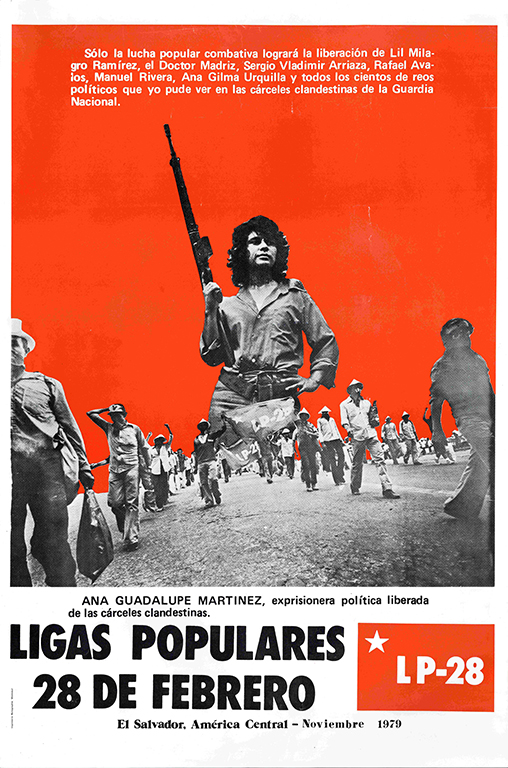 Sólo la lucha popular combativa logrará la liberación de Lil Mila-
gro Ramírez, el Doctor Madriz, Sergio Vladimir Arriaza, Rafael Ava-
los, Manuel Rivera, Ana Gilma Urquilla y todos los cientos de reos
políticos que yo pude ver en las cárceles clandestinas de la Guardia
Nacional.
LP-28
ANA GUADALUPE MARTINEZ, exprisionera política liberada
de las cárceles clandestinas.
LIGAS POPULARES
28 DE FEBRERO
LP-28
El Salvador, América Central – Noviembre 1979